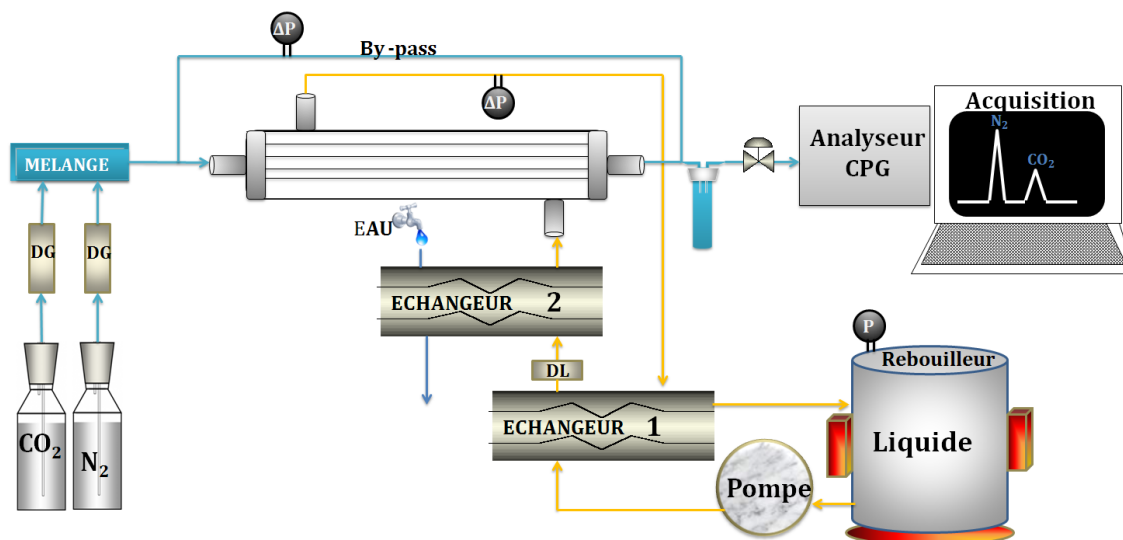 ΔP
By -pass
ΔP
Acquisition
N2
CO2
Analyseur
CPG
MELANGE
EAU
DG
DG
ECHANGEUR 2
P
Rebouilleur
DL
ECHANGEUR 1
Liquide
CO2
N2
Pompe